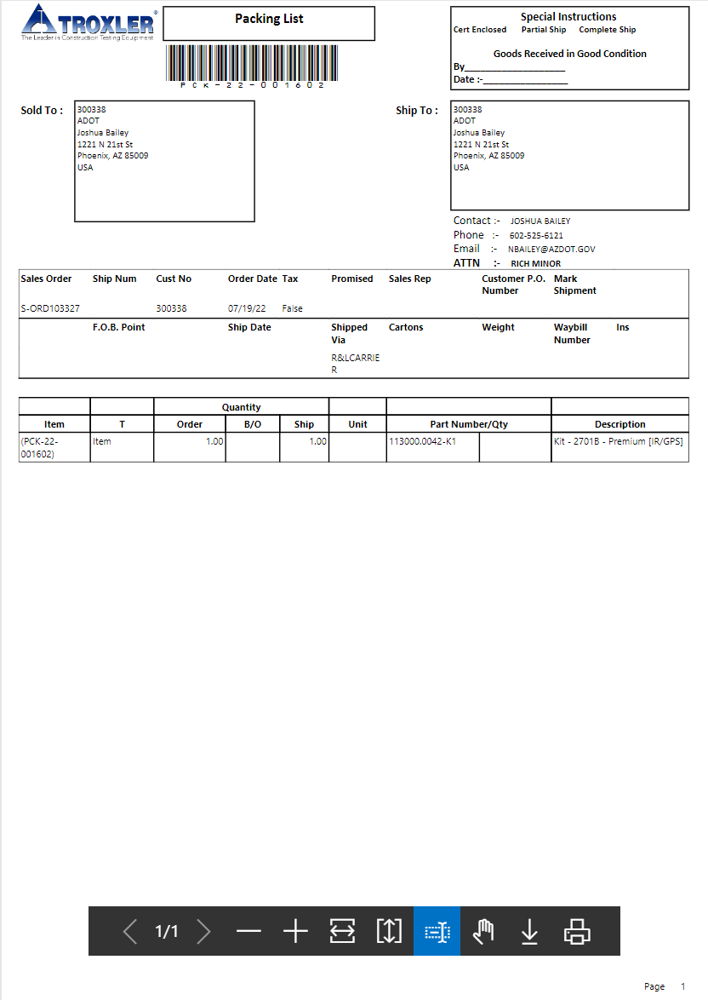 TROXLER®
The Leader in Construction Testing Equipment
Packing List
PCK-22-001602
Special Instructions
Cert Enclosed Partial Ship Complete Ship
Goods Received in Good Condition
By___________________
Date :-________________
Sold To :
300338
ADOT
Joshua Bailey
1221 N 21st St
Phoenix, AZ 85009
USA
Ship To :
300338
ADOT
Joshua Bailey
1221 N 21st St
Phoenix, AZ 85009
USA
Contact :- JOSHUA BAILEY
Phone :- 602-525-6121
Email :- NBAILEY@AZDOT.GOV
ATTN :- RICH MINOR
Sales Order Ship Num Cust No Order Date Tax Promised Sales Rep Customer P.O. Mark
Number Shipment
S-ORD103327 300338 07/19/22 False
F.O.B. Point Ship Date Shipped Cartons Weight Waybill Ins
Via Number
R&LCARRIE
R
Quantity
Item T Order B/O Ship Unit Part Number/Qty Description
(PCK-22- Item 1.00 1.00 113000.0042-K1 Kit - 2701B - Premium [IR/GPS]
001602)
1/1
Page 1